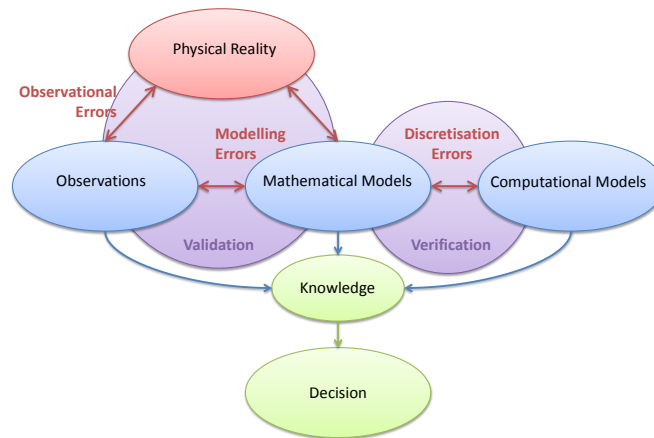 Physical Reality
Observational
Errors
Modelling
Errors
Discretisation
Errors
Observations
Mathematical Models
Computational Models
Validation
Verification
Knowledge
Decision